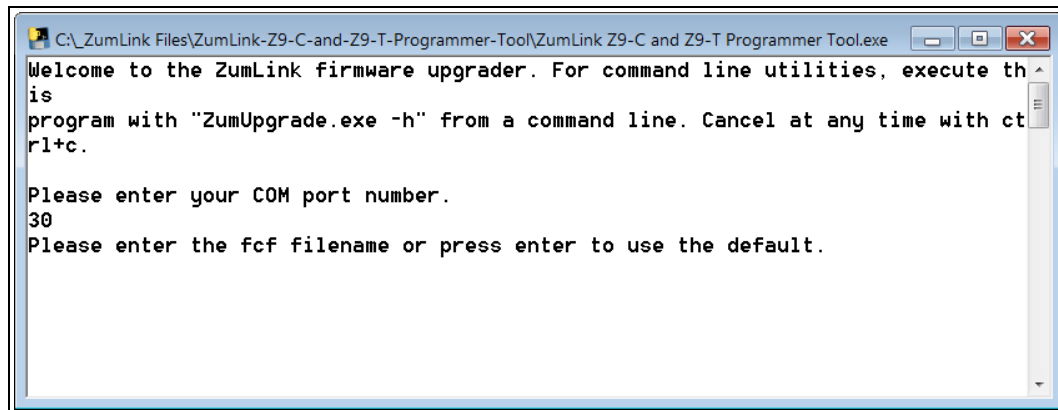 C:\_ZumLink Files\ZumLink-Z9-C-and-Z9-T-Programmer-Tool\ZumLink Z9-C and Z9-T Programmer Tool.exe
Welcome to the ZumLink firmware upgrader. For command line utilities, execute th
is
program with "ZumUpgrade.exe -h" from a command line. Cancel at any time with ct
rl+c.
Please enter your COM port number.
30
Please enter the fcf filename or press enter to use the default.